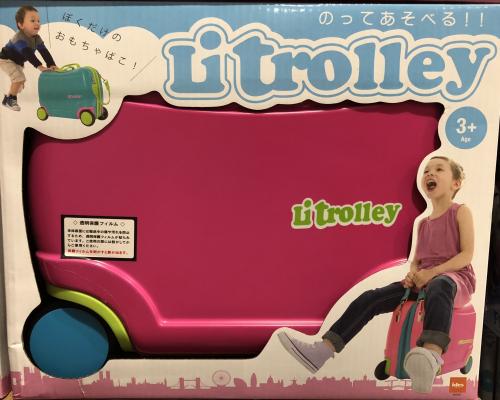 のってあそべる!!
ぼくだけの
おもちゃばこ!
Li trolley
3+
Age
Li trolley
◇ 透明保護フィルム ◇
ides